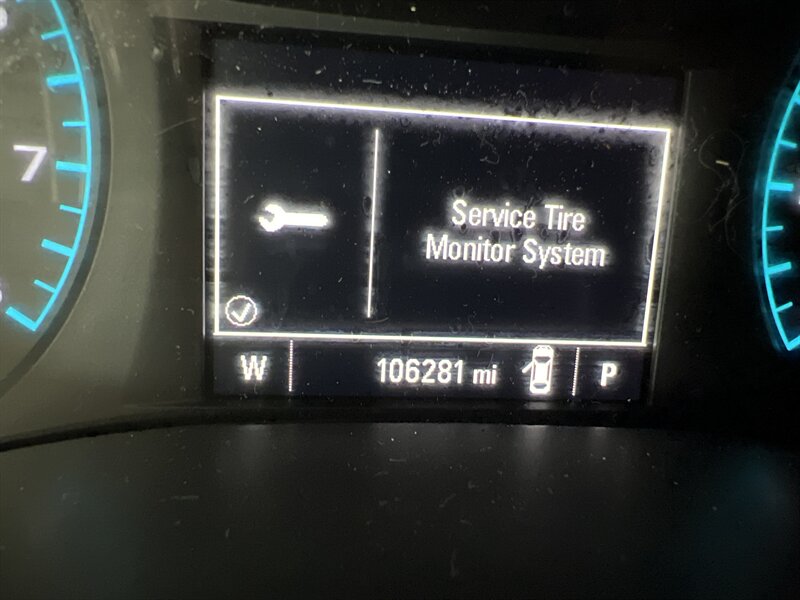 7
Service Tire
Monitor System
W 106281 mi P